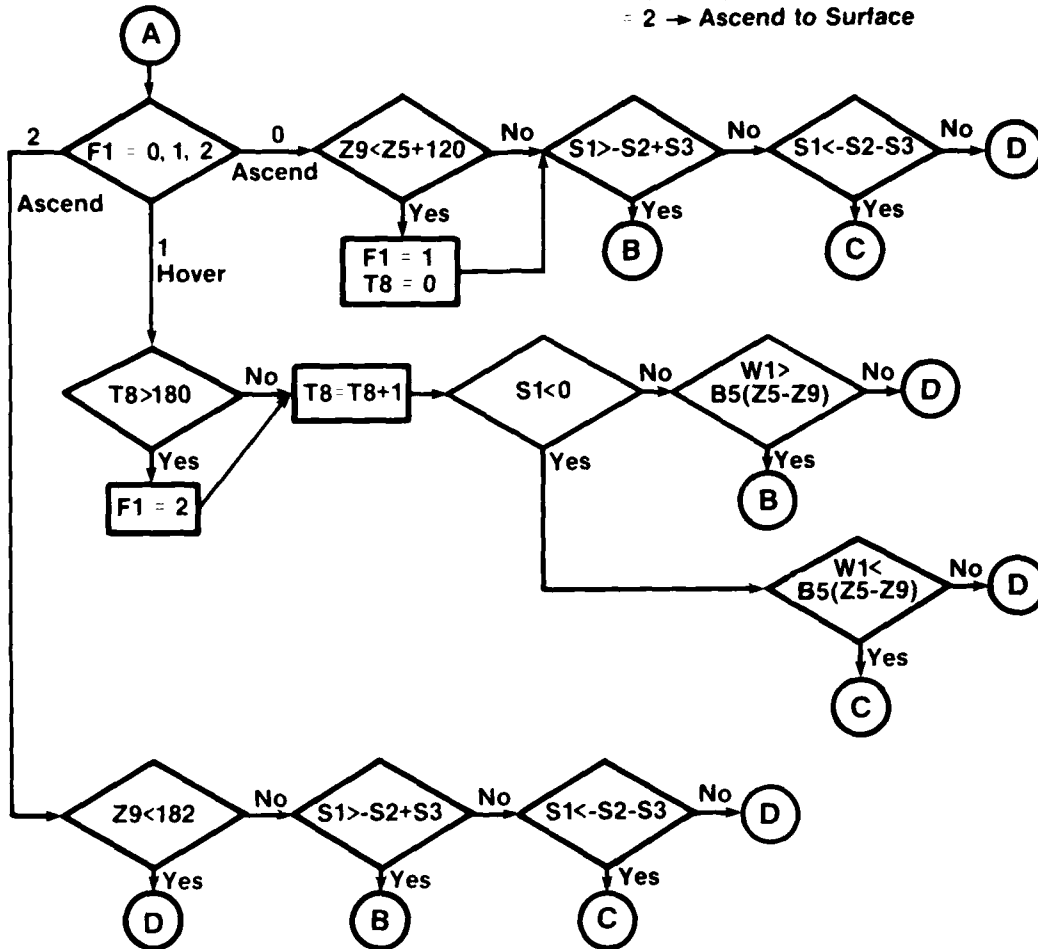 = 2 → Ascend to Surface
A
2
F1 = 0, 1, 2
0
Ascend
Ascend
1
Hover
Z9<Z5+120
No
Yes
F1 = 1
T8 = 0
S1>-S2+S3
No
Yes
B
S1<-S2-S3
No
D
Yes
C
T8>180
No
Yes
F1 = 2
T8=T8+1
S1<0
No
Yes
W1>
B5(Z5-Z9)
No
D
Yes
B
W1<
B5(Z5-Z9)
No
D
Yes
C
Z9<182
No
Yes
D
S1>-S2+S3
No
Yes
B
S1<-S2-S3
No
D
Yes
C